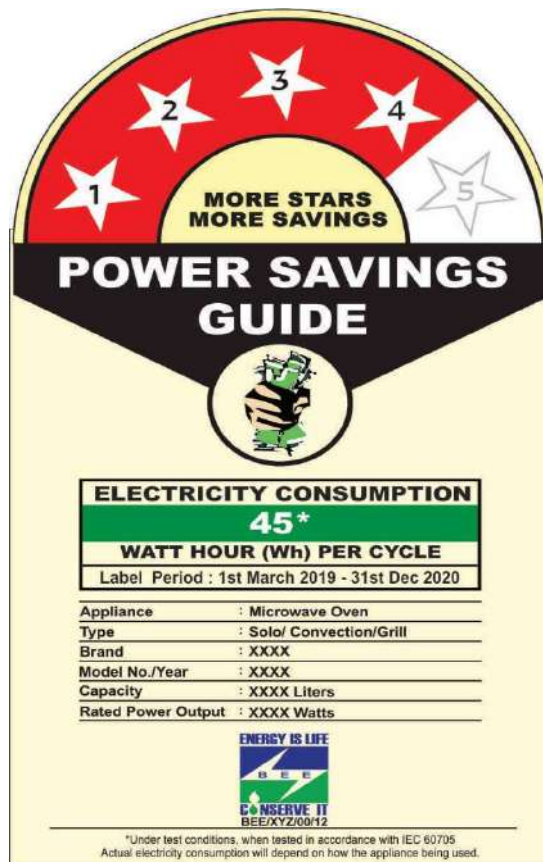 1
2
3
4
5
MORE STARS
MORE SAVINGS
POWER SAVINGS
GUIDE
ELECTRICITY CONSUMPTION
45*
WATT HOUR (Wh) PER CYCLE
Label Period : 1st March 2019 - 31st Dec 2020
Appliance : Microwave Oven
Type : Solo/ Convection/Grill
Brand : XXXX
Model No./Year : XXXX
Capacity : XXXX Liters
Rated Power Output : XXXX Watts
ENERGY IS LIFE
BEE
CONSERVE IT
BEE/XYZ/00/12
*Under test conditions, when tested in accordance with IEC 60705
Actual electricity consumption will depend on how the appliance being used.